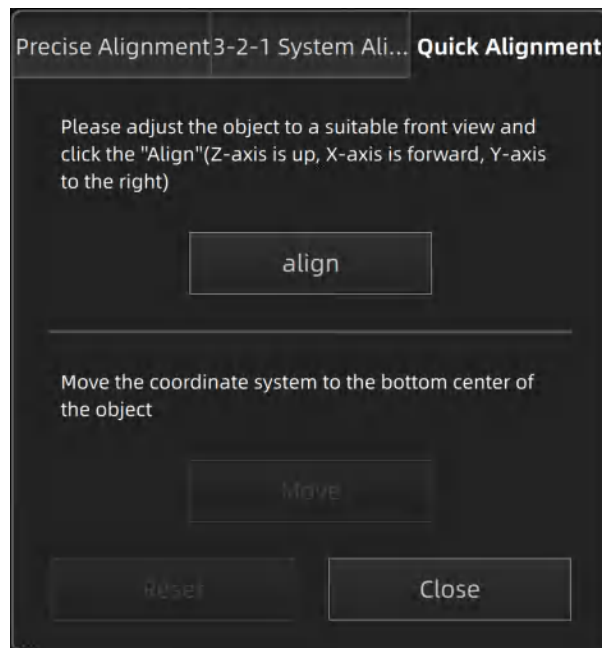 Precise Alignment 3-2-1 System Ali... Quick Alignment
Please adjust the object to a suitable front view and
click the "Align"(Z-axis is up, X-axis is forward, Y-axis
to the right)
align
Move the coordinate system to the bottom center of
the object
Move
Reset Close